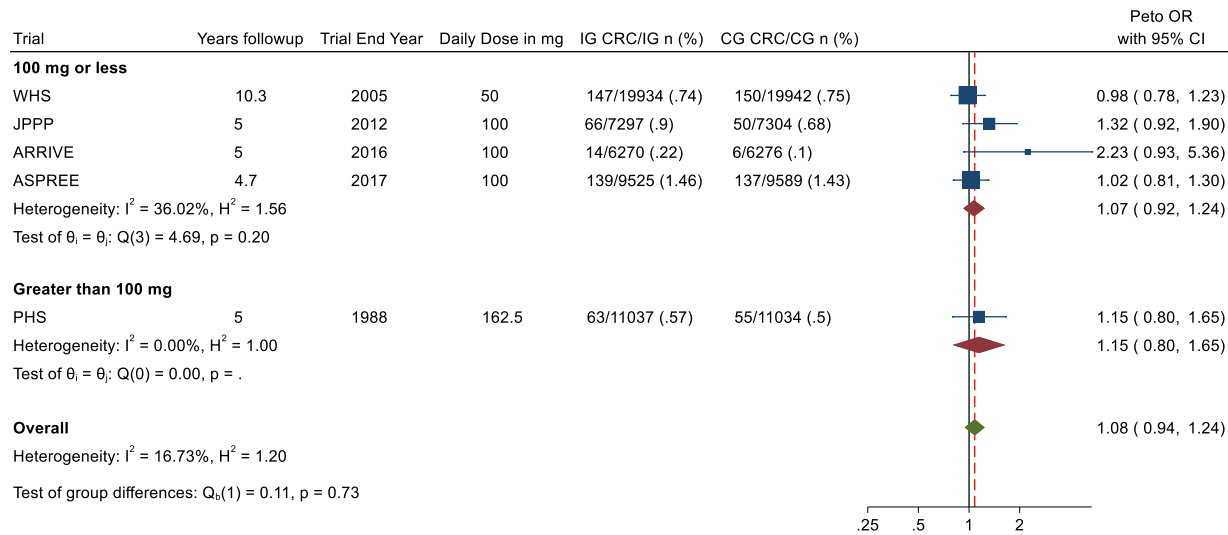 Peto OR
Trial Years followup Trial End Year Daily Dose in mg IG CRC/IG n (%) CG CRC/CG n (%) with 95% CI
100 mg or less
WHS 10.3 2005 50 147/19934 (.74) 150/19942 (.75) 0.98 ( 0.78, 1.23)
JPPP 5 2012 100 66/7297 (.9) 50/7304 (.68) 1.32 ( 0.92, 1.90)
ARRIVE 5 2016 100 14/6270 (.22) 6/6276 (.1) 2.23 ( 0.93, 5.36)
ASPREE 4.7 2017 100 139/9525 (1.46) 137/9589 (1.43) 1.02 ( 0.81, 1.30)
Heterogeneity: I² = 36.02%, H² = 1.56 1.07 ( 0.92, 1.24)
Test of θᵢ = θⱼ: Q(3) = 4.69, p = 0.20
Greater than 100 mg
PHS 5 1988 162.5 63/11037 (.57) 55/11034 (.5) 1.15 ( 0.80, 1.65)
Heterogeneity: I² = 0.00%, H² = 1.00 1.15 ( 0.80, 1.65)
Test of θᵢ = θⱼ: Q(0) = 0.00, p = .
Overall 1.08 ( 0.94, 1.24)
Heterogeneity: I² = 16.73%, H² = 1.20
Test of group differences: Q_b(1) = 0.11, p = 0.73
.25 .5 1 2